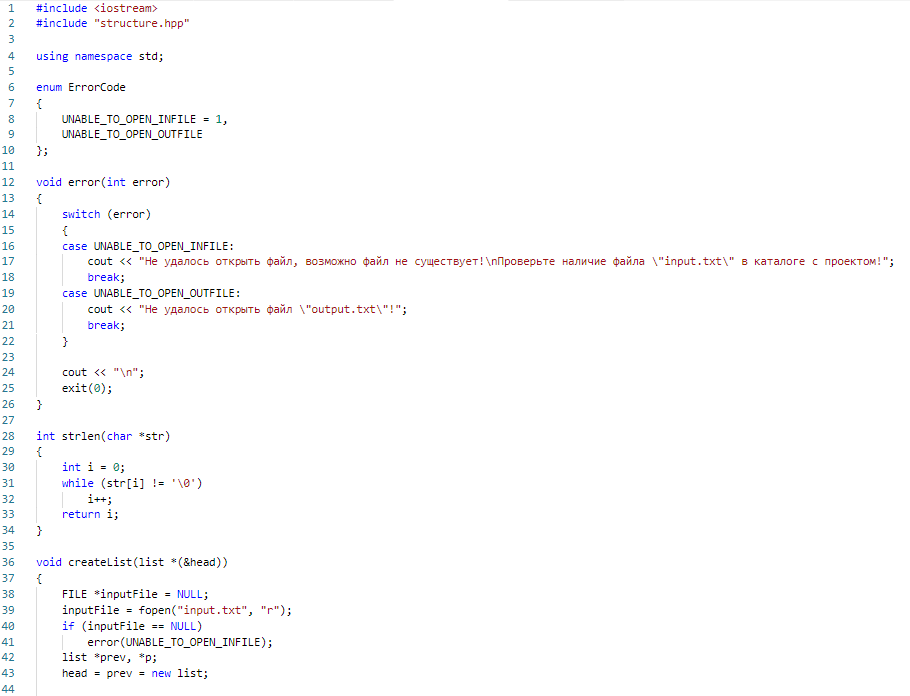 1 #include <iostream>
2 #include "structure.hpp"
3
4 using namespace std;
5
6 enum ErrorCode
7 {
8     UNABLE_TO_OPEN_INFILE = 1,
9     UNABLE_TO_OPEN_OUTFILE
10 };
11
12 void error(int error)
13 {
14     switch (error)
15     {
16     case UNABLE_TO_OPEN_INFILE:
17         cout << "Не удалось открыть файл, возможно файл не существует!\nПроверьте наличие файла \"input.txt\" в каталоге с проектом!";
18         break;
19     case UNABLE_TO_OPEN_OUTFILE:
20         cout << "Не удалось открыть файл \"output.txt\"!";
21         break;
22     }
23
24     cout << "\n";
25     exit(0);
26 }
27
28 int strlen(char *str)
29 {
30     int i = 0;
31     while (str[i] != '\0')
32         i++;
33     return i;
34 }
35
36 void createList(list *(&head))
37 {
38     FILE *inputFile = NULL;
39     inputFile = fopen("input.txt", "r");
40     if (inputFile == NULL)
41         error(UNABLE_TO_OPEN_INFILE);
42     list *prev, *p;
43     head = prev = new list;
44